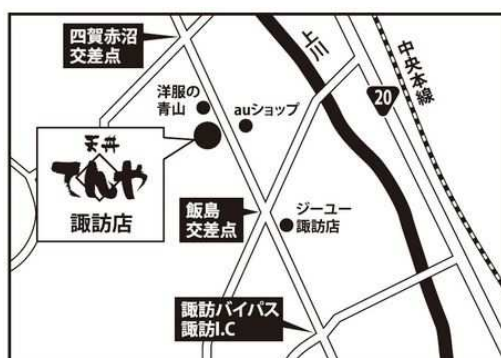 四賀赤沼
交差点
上川
中央本線
20
洋服の
青山
auショップ
天丼
てんや
諏訪店
飯島
交差点
ジーユー
諏訪店
諏訪バイパス
諏訪I.C